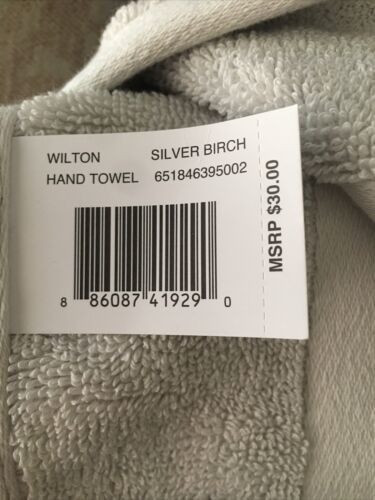 WILTON SILVER BIRCH
HAND TOWEL 651846395002
MSRP $30.00
8 86087 41929 0